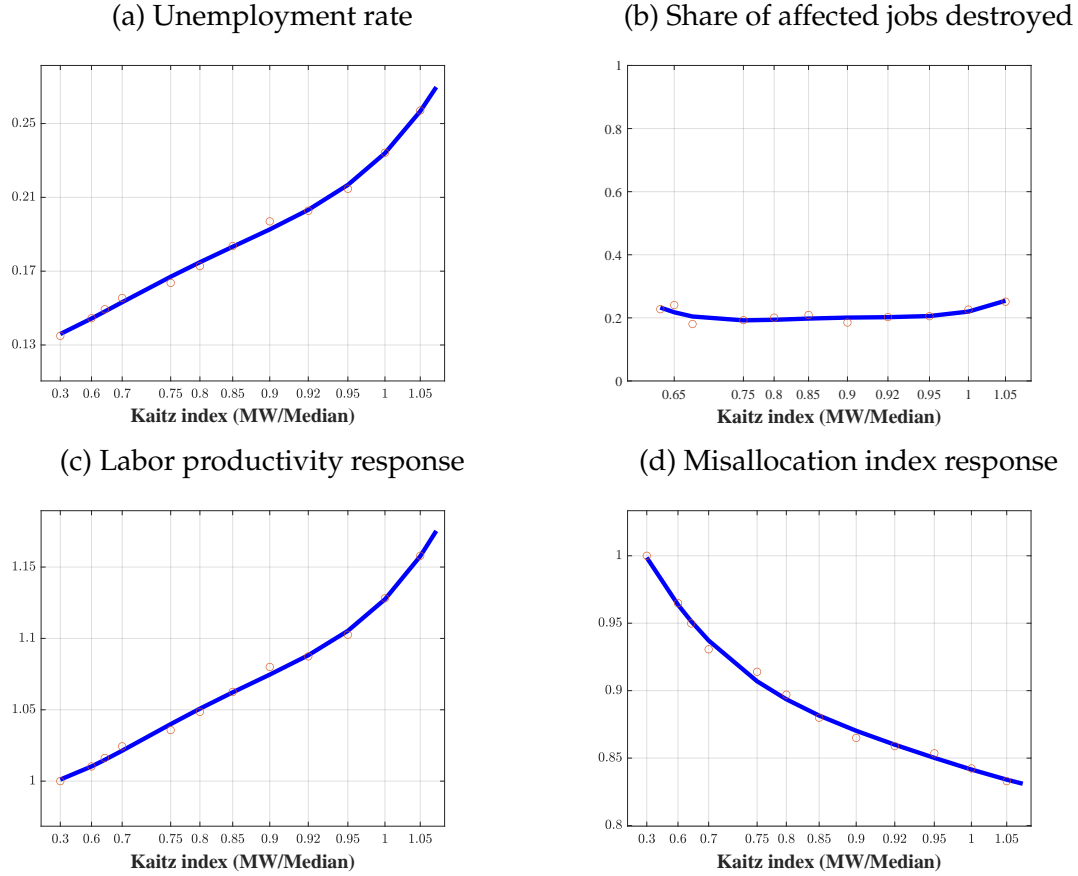 (a) Unemployment rate
0.25
0.21
0.17
0.13
0.3 0.6 0.7 0.75 0.8 0.85 0.9 0.92 0.95 1 1.05
Kaitz index (MW/Median)
(b) Share of affected jobs destroyed
1
0.8
0.6
0.4
0.2
0
0.65 0.75 0.8 0.85 0.9 0.92 0.95 1 1.05
Kaitz index (MW/Median)
(c) Labor productivity response
1.15
1.1
1.05
1
0.3 0.6 0.7 0.75 0.8 0.85 0.9 0.92 0.95 1 1.05
Kaitz index (MW/Median)
(d) Misallocation index response
1
0.95
0.9
0.85
0.8
0.3 0.6 0.7 0.75 0.8 0.85 0.9 0.92 0.95 1 1.05
Kaitz index (MW/Median)